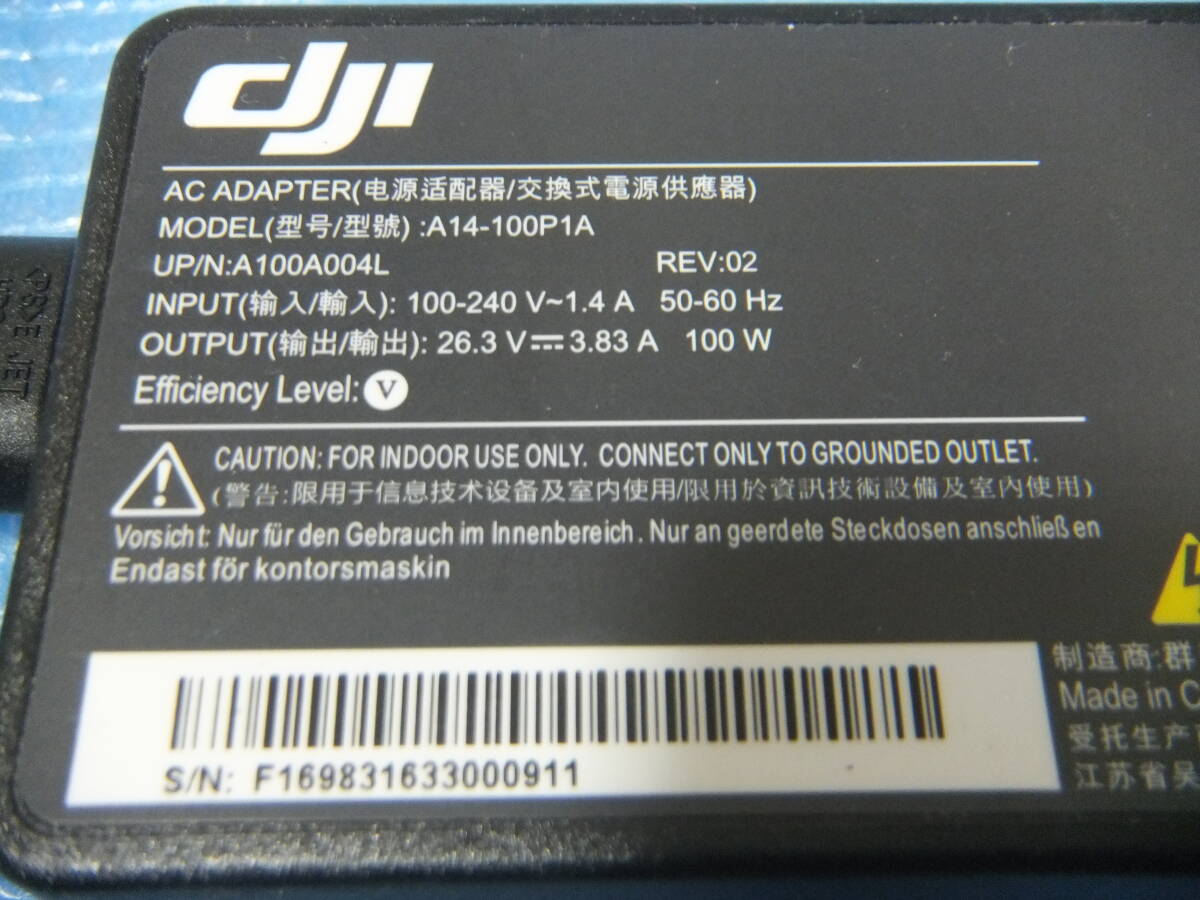 dji
AC ADAPTER(电源适配器/交換式電源供應器)
MODEL(型号/型號) :A14-100P1A
UP/N:A100A004L REV:02
INPUT(输入/輸入): 100-240 V~1.4 A 50-60 Hz
OUTPUT(输出/輸出): 26.3 V⎓3.83 A 100 W
Efficiency Level: V
CAUTION: FOR INDOOR USE ONLY. CONNECT ONLY TO GROUNDED OUTLET.
(警告:限用于信息技术设备及室内使用/限用於資訊技術設備及室內使用)
Vorsicht: Nur für den Gebrauch im Innenbereich. Nur an geerdete Steckdosen anschließen
Endast för kontorsmaskin
S/N: F169831633000911
制造商:群
Made in C
受托生产
江苏省吴
PSE JET